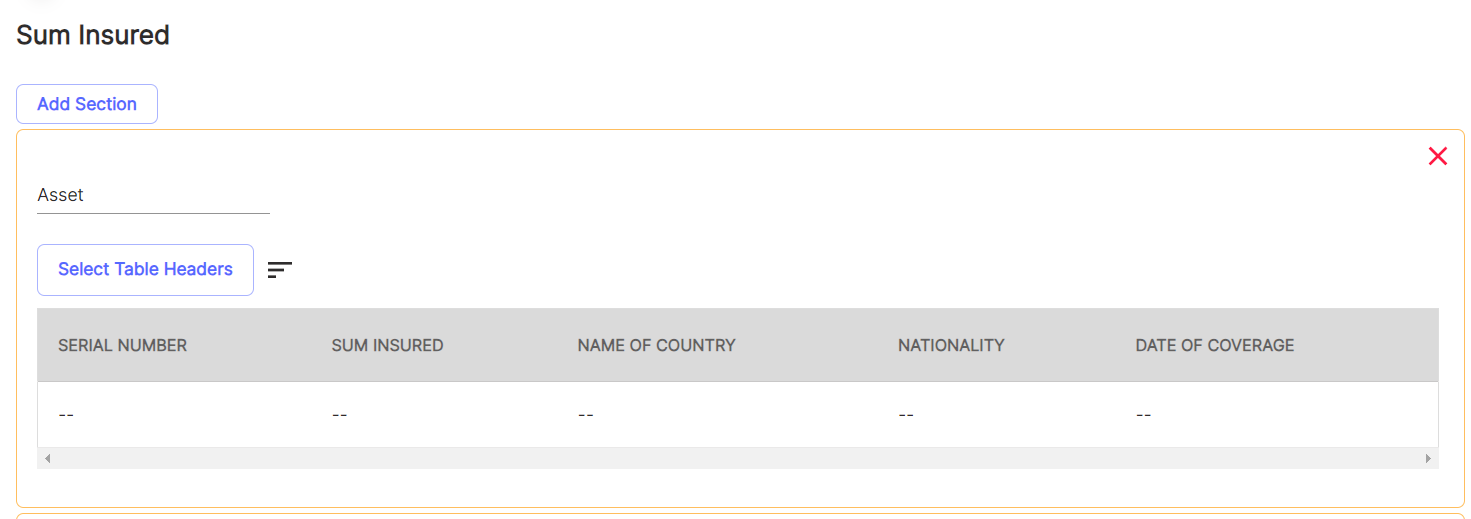 Sum Insured
Add Section
Asset
Select Table Headers
SERIAL NUMBER SUM INSURED NAME OF COUNTRY NATIONALITY DATE OF COVERAGE
-- -- -- -- --